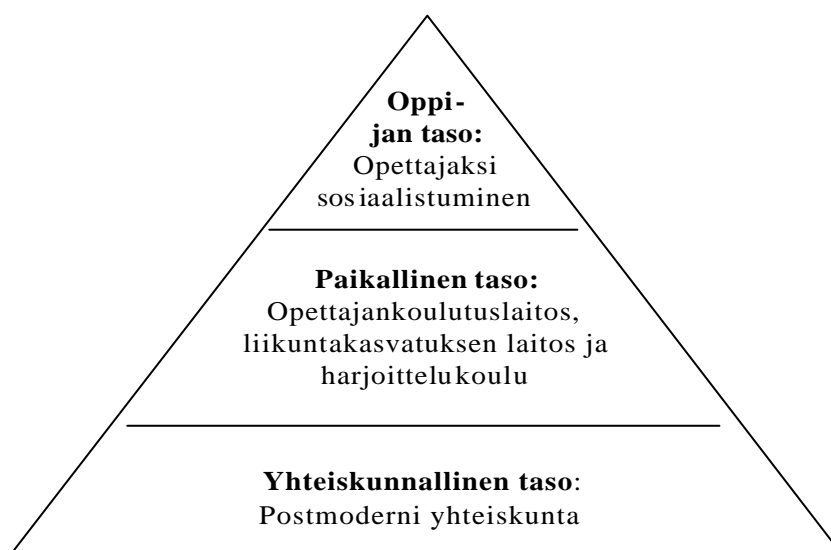 Oppi-
jan taso:
Opettajaksi
sosiaalistuminen
Paikallinen taso:
Opettajankoulutuslaitos,
liikuntakasvatuksen laitos ja
harjoittelukoulu
Yhteiskunnallinen taso:
Postmoderni yhteiskunta